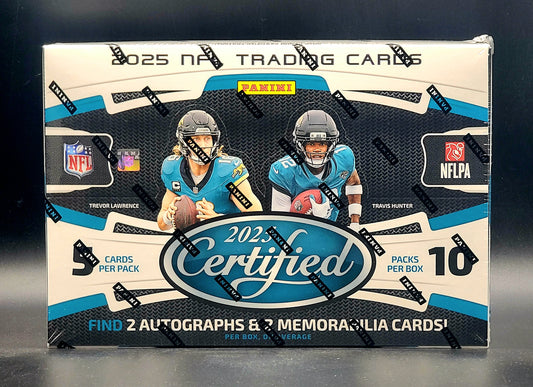 2025 NFL TRADING CARDS
PANINI
NFL
NFLPA
TREVOR LAWRENCE
TRAVIS HUNTER
2025
Certified
5 CARDS PER PACK
PACKS PER BOX 10
FIND 2 AUTOGRAPHS & 2 MEMORABILIA CARDS!
PER BOX, ON AVERAGE